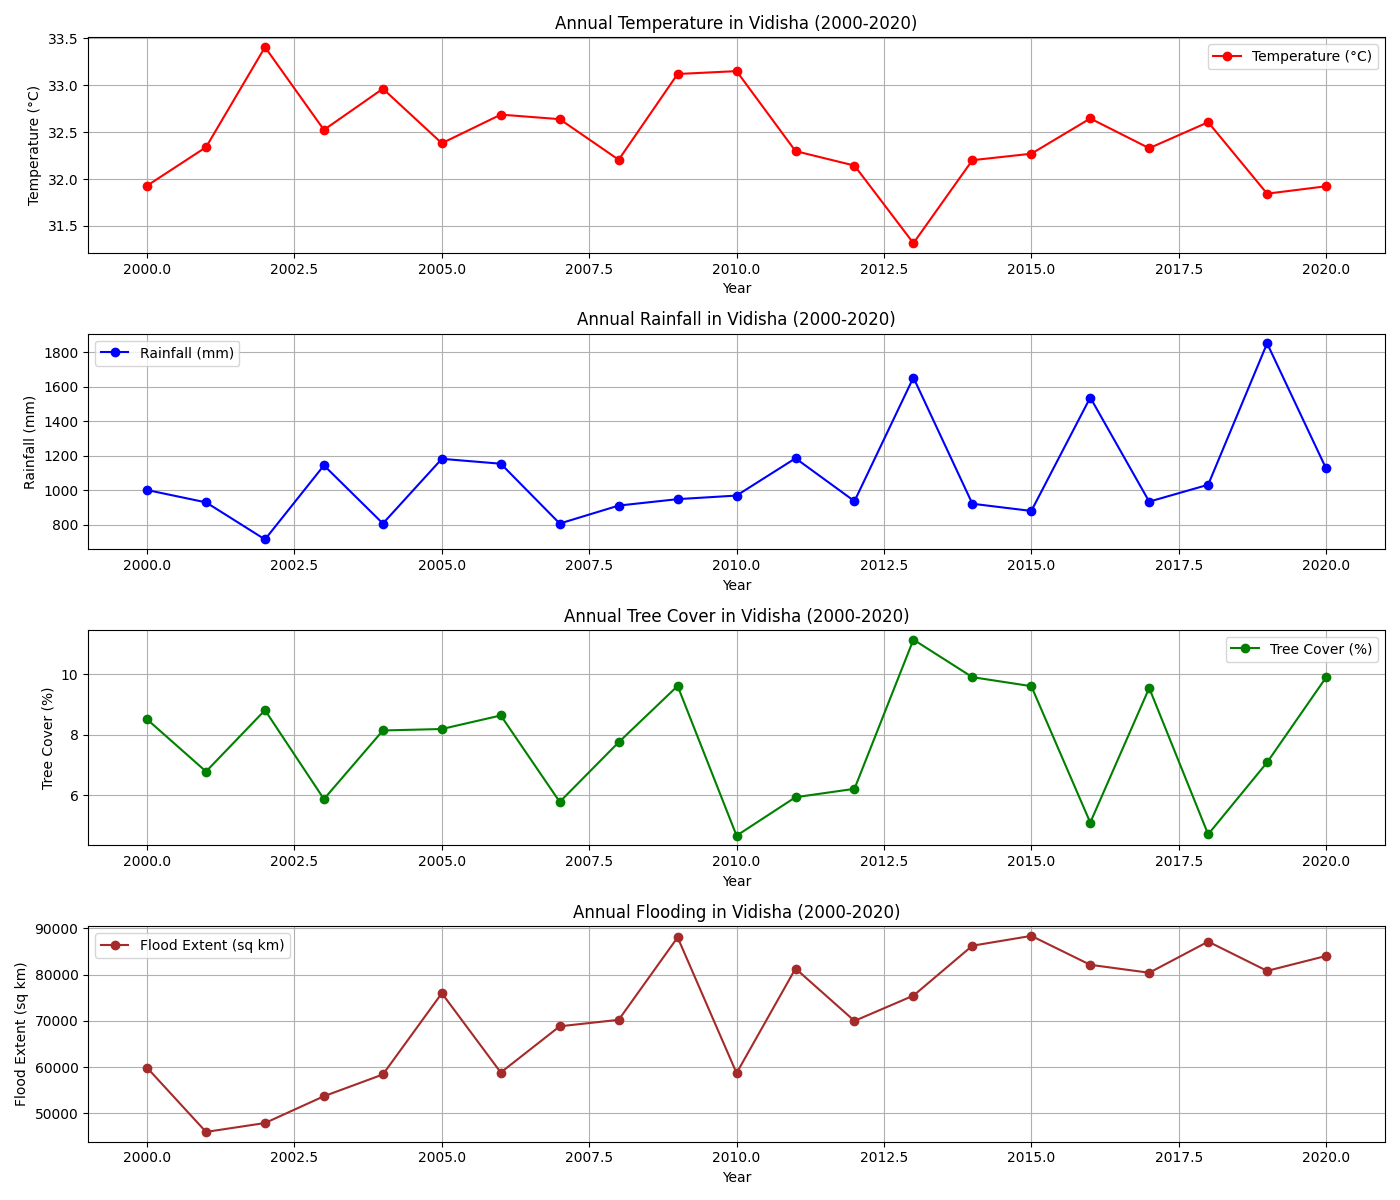 Annual Temperature in Vidisha (2000-2020)
Temperature (°C)
33.5
33.0
32.5
32.0
31.5
Temperature (°C)
2000.0 2002.5 2005.0 2007.5 2010.0 2012.5 2015.0 2017.5 2020.0
Year
Annual Rainfall in Vidisha (2000-2020)
Rainfall (mm)
1800
1600
1400
1200
1000
800
Rainfall (mm)
2000.0 2002.5 2005.0 2007.5 2010.0 2012.5 2015.0 2017.5 2020.0
Year
Annual Tree Cover in Vidisha (2000-2020)
Tree Cover (%)
10
8
6
Tree Cover (%)
2000.0 2002.5 2005.0 2007.5 2010.0 2012.5 2015.0 2017.5 2020.0
Year
Annual Flooding in Vidisha (2000-2020)
Flood Extent (sq km)
90000
80000
70000
60000
50000
Flood Extent (sq km)
2000.0 2002.5 2005.0 2007.5 2010.0 2012.5 2015.0 2017.5 2020.0
Year